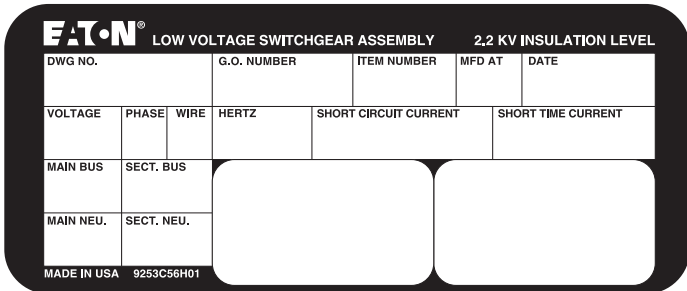 EATON® LOW VOLTAGE SWITCHGEAR ASSEMBLY 2,2 KV INSULATION LEVEL
DWG NO. G.O. NUMBER ITEM NUMBER MFD AT DATE
VOLTAGE PHASE WIRE HERTZ SHORT CIRCUIT CURRENT SHORT TIME CURRENT
MAIN BUS SECT. BUS
MAIN NEU. SECT. NEU.
MADE IN USA 9253C56H01